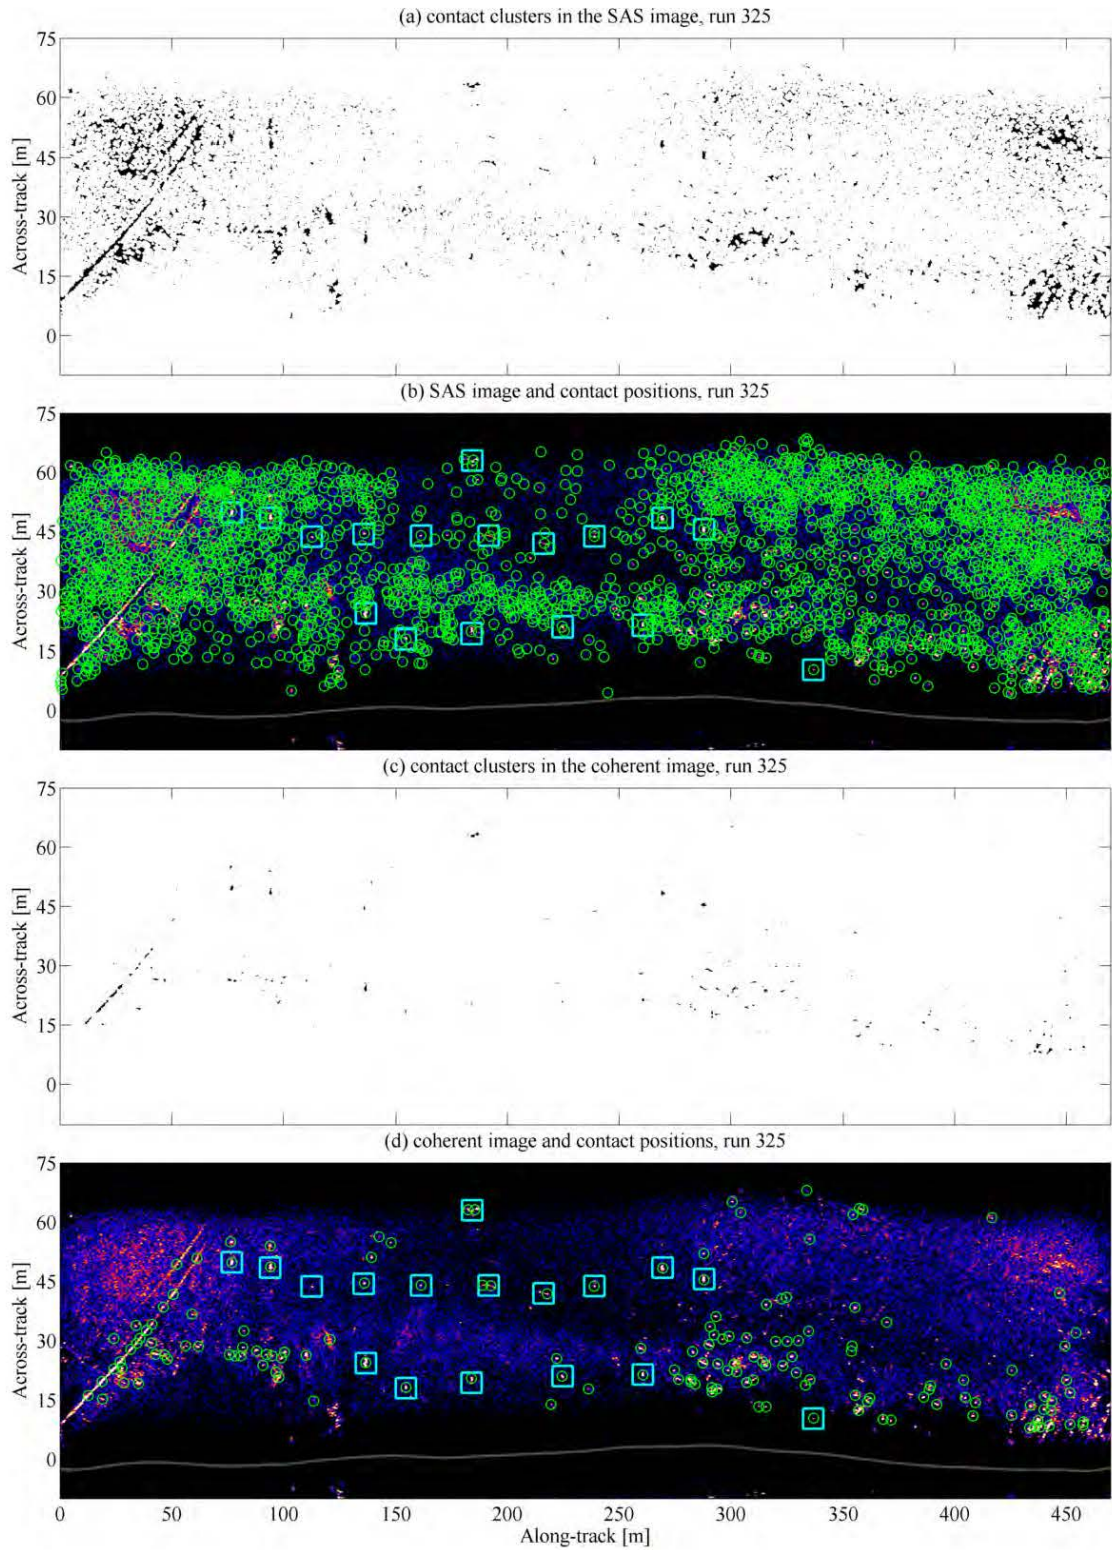 (a) contact clusters in the SAS image, run 325
75
60
45
30
15
0
Across-track [m]
(b) SAS image and contact positions, run 325
75
60
45
30
15
0
Across-track [m]
(c) contact clusters in the coherent image, run 325
75
60
45
30
15
0
Across-track [m]
(d) coherent image and contact positions, run 325
75
60
45
30
15
0
Across-track [m]
0 50 100 150 200 250 300 350 400 450
Along-track [m]